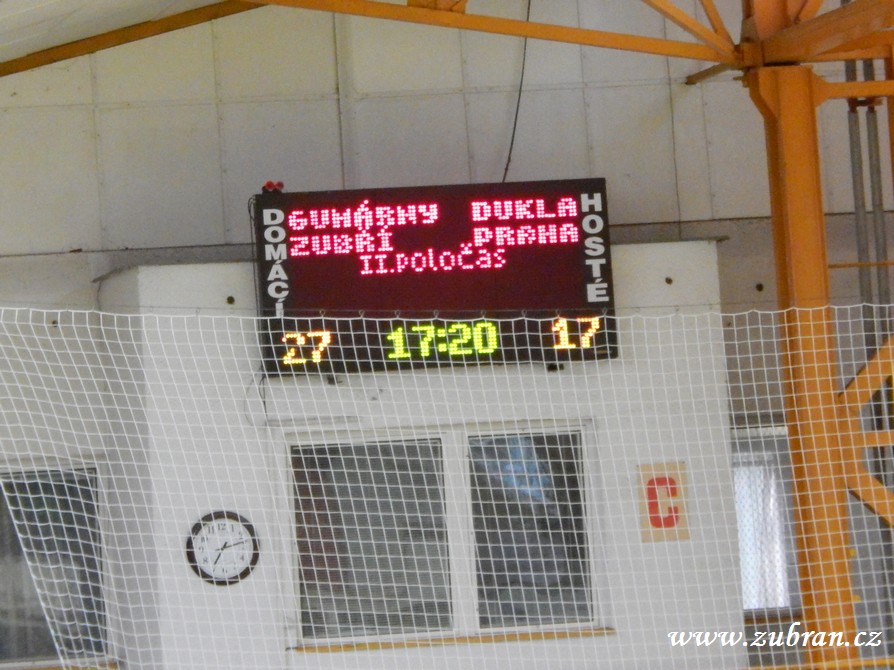 DOMÁCÍ
GUMÁRNY DUKLA
ZUBŘÍ PRAHA
II.poločas
HOSTÉ
27 17:20 17
C
www.zubran.cz